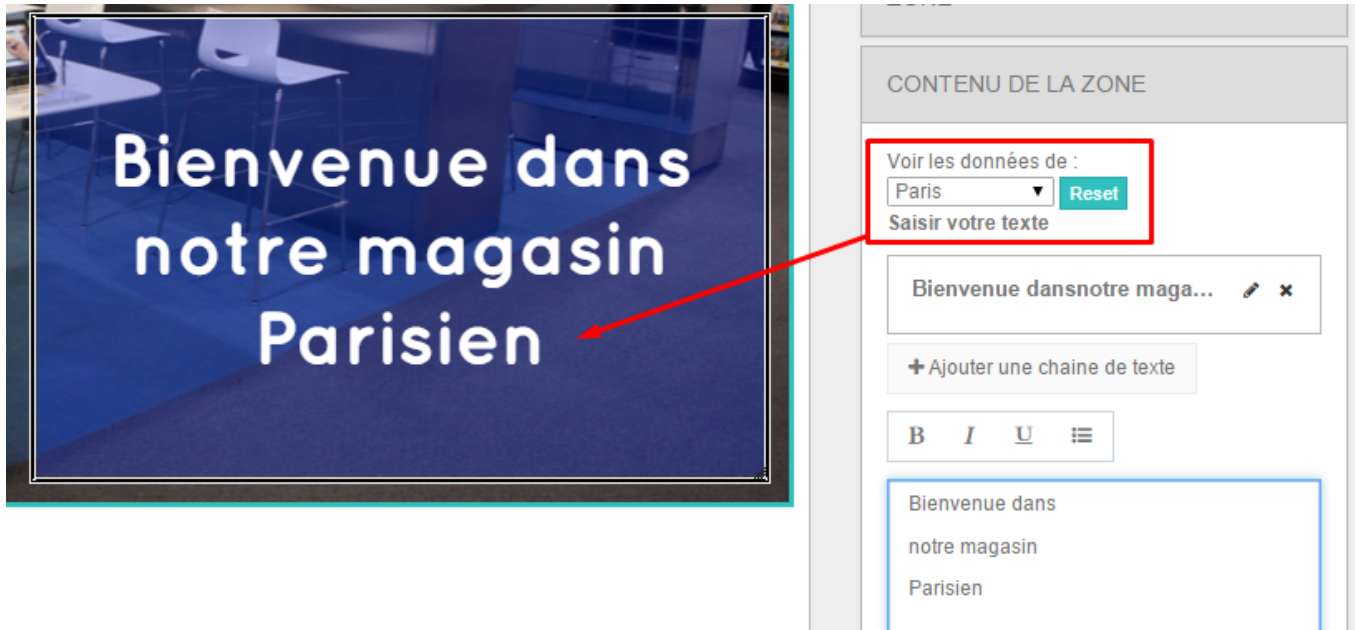 Bienvenue dans
notre magasin
Parisien
CONTENU DE LA ZONE
Voir les données de :
Paris
Reset
Saisir votre texte
Bienvenue dansnotre maga...
Ajouter une chaine de texte
B I U
Bienvenue dans
notre magasin
Parisien